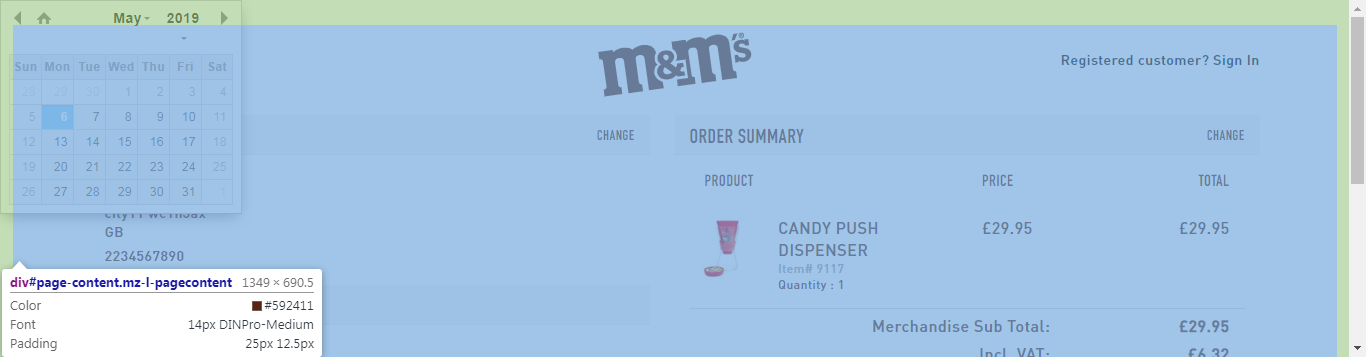 May 2019
Sun Mon Tue Wed Thu Fri Sat
28 29 30 1 2 3 4
5 6 7 8 9 10 11
12 13 14 15 16 17 18
19 20 21 22 23 24 25
26 27 28 29 30 31 1
m&m's®
Registered customer? Sign In
CHANGE
GB
2234567890
ORDER SUMMARY CHANGE
PRODUCT PRICE TOTAL
CANDY PUSH DISPENSER £29.95 £29.95
Item# 9117
Quantity : 1
Merchandise Sub Total: £29.95
Incl. VAT: £6.32
div#page-content.mz-l-pagecontent 1349 × 690.5
Color #592411
Font 14px DINPro-Medium
Padding 25px 12.5px